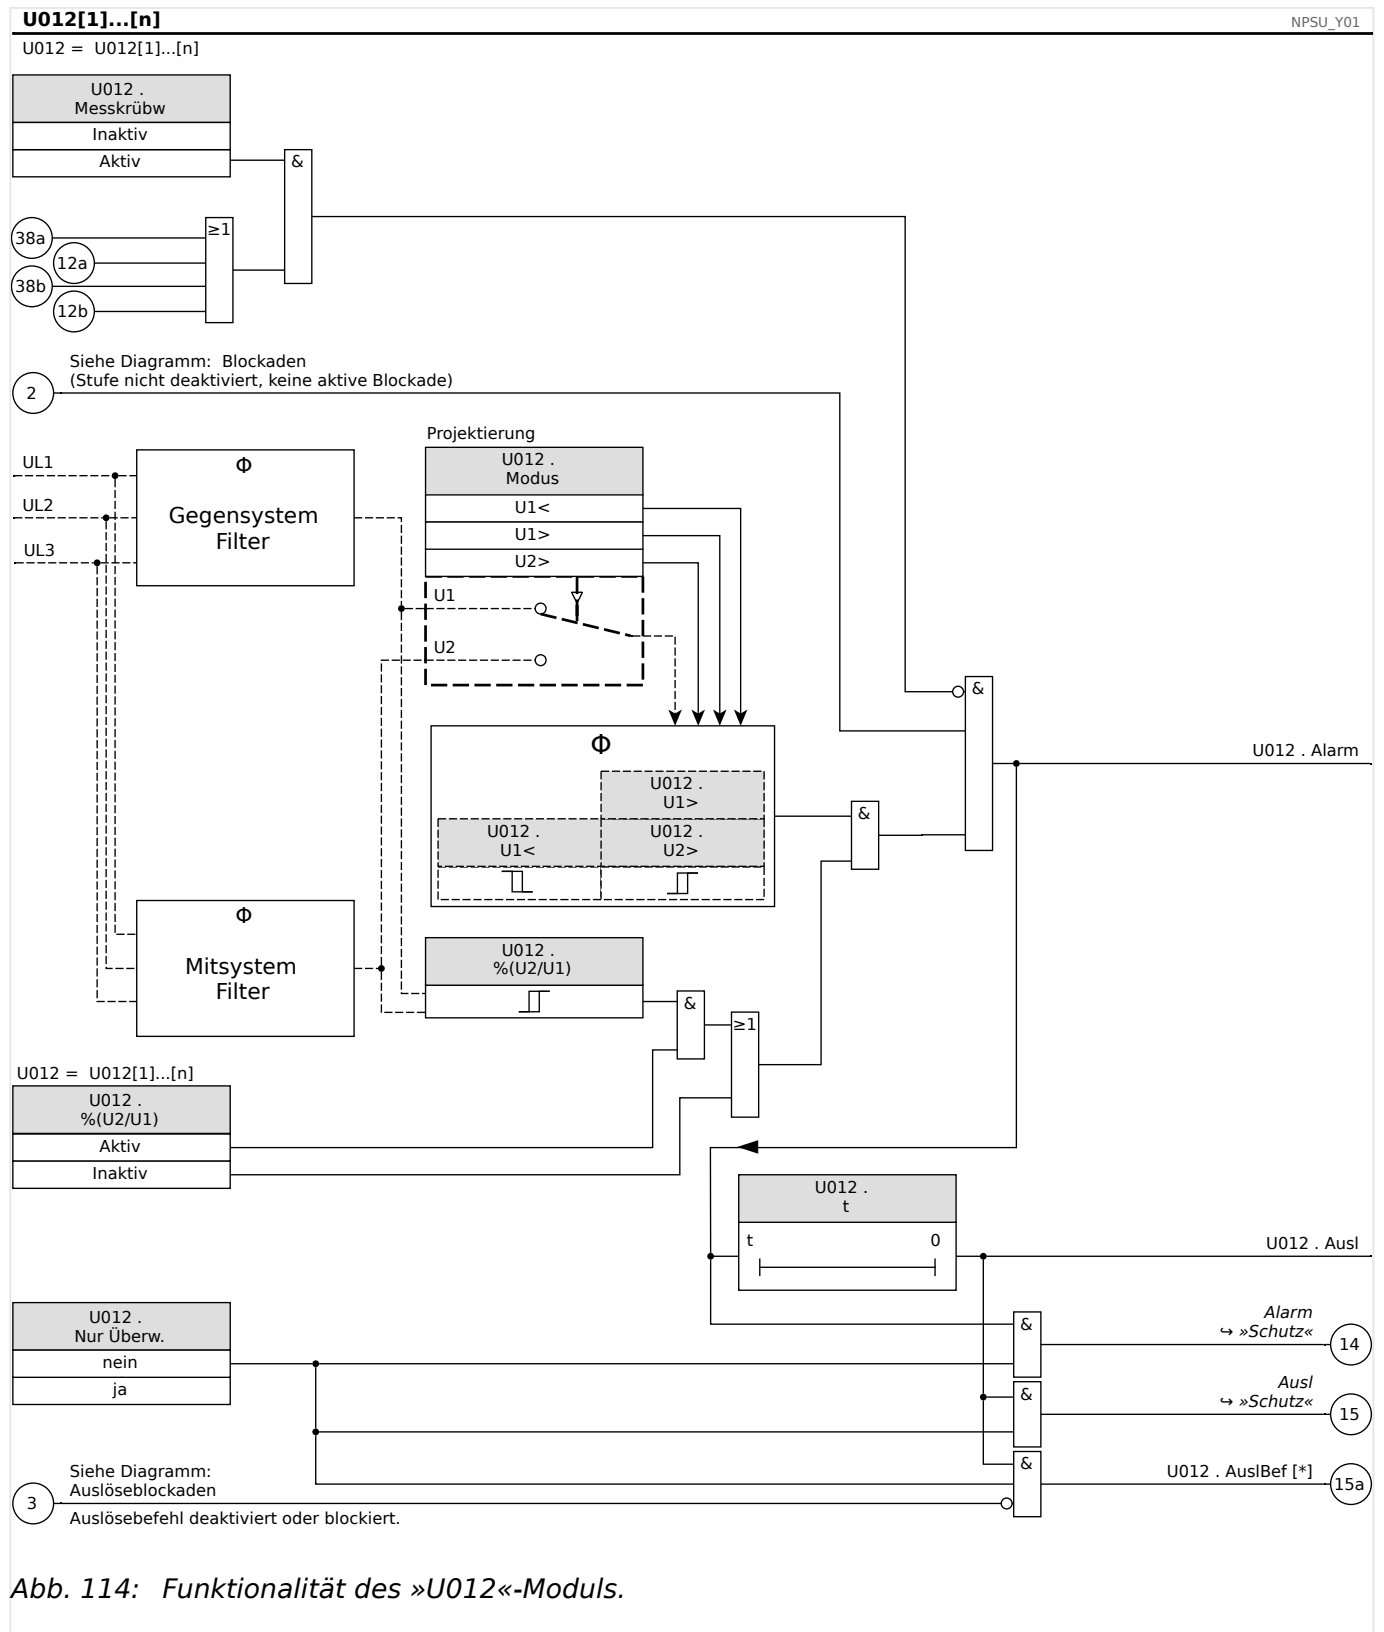 U012[1]...[n]
NPSU_Y01
U012 = U012[1]...[n]
U012 .
Messkrübw
Inaktiv
Aktiv
&
38a
≥1
12a
38b
12b
Siehe Diagramm: Blockaden
(Stufe nicht deaktiviert, keine aktive Blockade)
2
Projektierung
UL1
UL2
UL3
Φ
Gegensystem
Filter
U012 .
Modus
U1<
U1>
U2>
U1
U2
&
U012 . Alarm
Φ
U012 .
U1>
U012 .
U1<
U012 .
U2>
&
Φ
Mitsystem
Filter
U012 .
%(U2/U1)
&
≥1
U012 = U012[1]...[n]
U012 .
%(U2/U1)
Aktiv
Inaktiv
U012 .
t
t
0
U012 . Ausl
U012 .
Nur Überw.
nein
ja
&
Alarm
↪ »Schutz«
14
&
Ausl
↪ »Schutz«
15
&
U012 . AuslBef [*]
15a
Siehe Diagramm:
Auslöseblockaden
3
Auslösebefehl deaktiviert oder blockiert.
Abb. 114: Funktionalität des »U012«-Moduls.